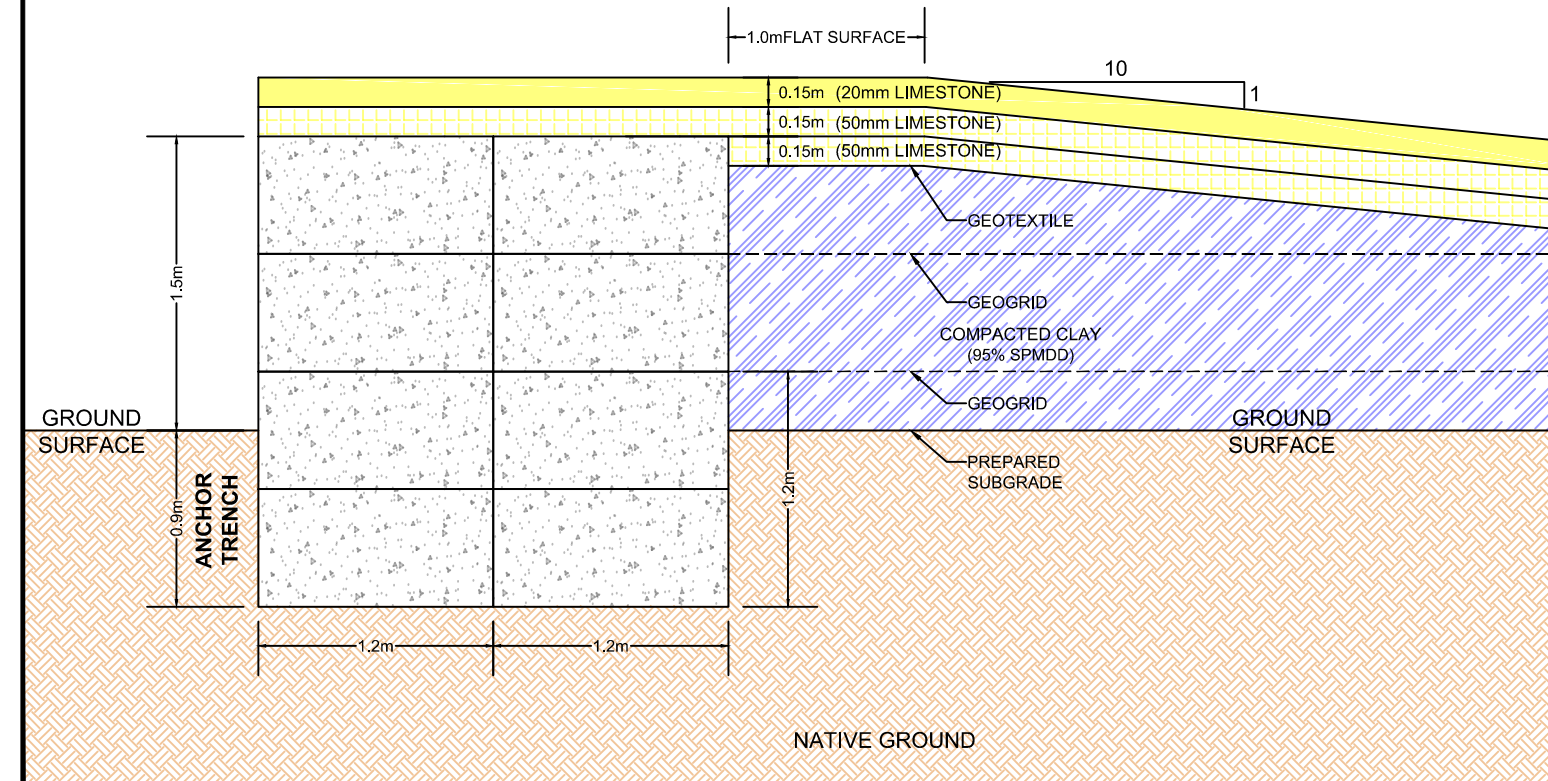 1.0mFLAT SURFACE
10
1
0.15m (20mm LIMESTONE)
0.15m (50mm LIMESTONE)
0.15m (50mm LIMESTONE)
GEOTEXTILE
1.5m
GEOGRID
COMPACTED CLAY
(95% SPMDD)
GEOGRID
GROUND
SURFACE
GROUND
SURFACE
PREPARED
SUBGRADE
0.9m
ANCHOR
TRENCH
1.2m
1.2m
1.2m
NATIVE GROUND